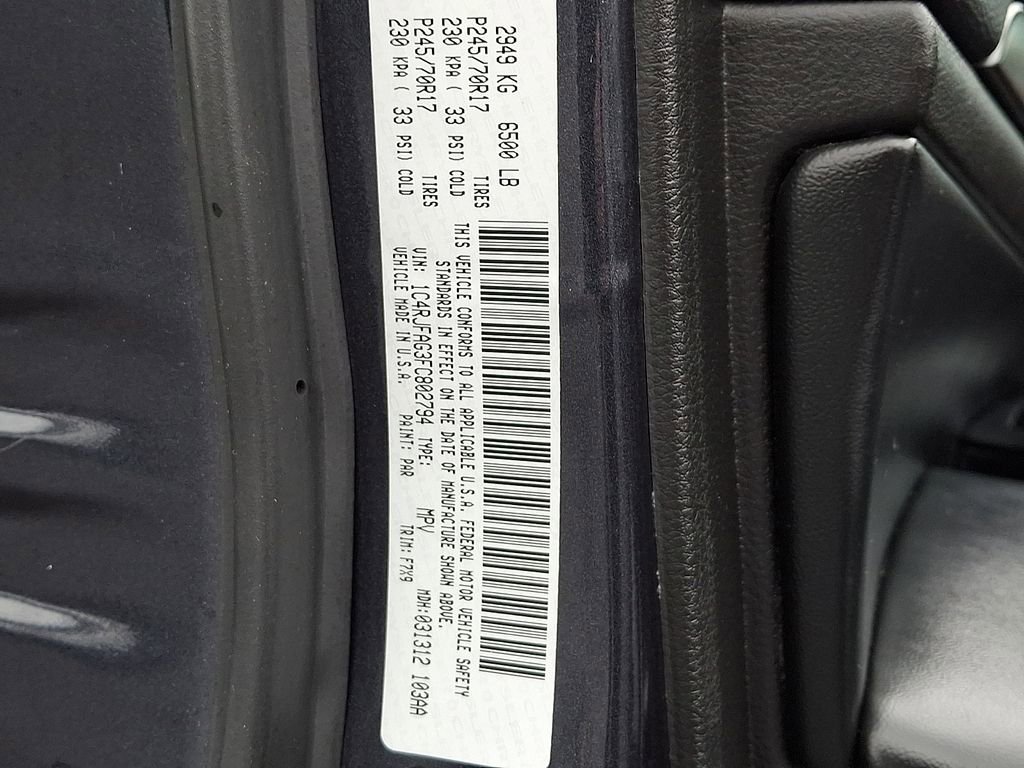 2949 KG 6500 LB
P245/70R17 TIRES
230 KPA ( 33 PSI) COLD
P245/70R17 TIRES
230 KPA ( 33 PSI) COLD
THIS VEHICLE CONFORMS TO ALL APPLICABLE U.S.A. FEDERAL MOTOR VEHICLE SAFETY
STANDARDS IN EFFECT ON THE DATE OF MANUFACTURE SHOWN ABOVE.
VIN: 1C4RJFAG3FC802794 TYPE: MPV MDH:031312 103AA
VEHICLE MADE IN U.S.A. PAINT: PAR TRIM: F7X9